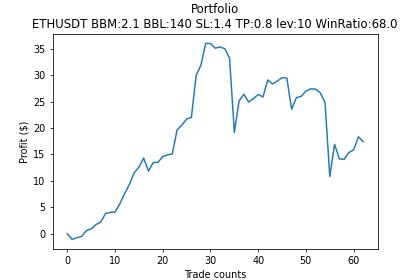 Portfolio
ETHUSDT BBM:2.1 BBL:140 SL:1.4 TP:0.8 lev:10 WinRatio:68.0
35
30
25
20
15
10
5
0
Profit ($)
0 10 20 30 40 50 60
Trade counts